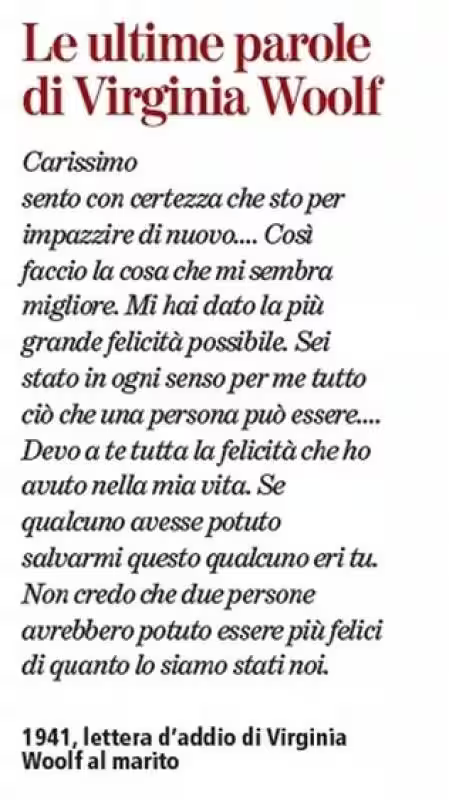 Le ultime parole
di Virginia Woolf
Carissimo
sento con certezza che sto per
impazzire di nuovo.... Così
faccio la cosa che mi sembra
migliore. Mi hai dato la più
grande felicità possibile. Sei
stato in ogni senso per me tutto
ciò che una persona può essere....
Devo a te tutta la felicità che ho
avuto nella mia vita. Se
qualcuno avesse potuto
salvarmi questo qualcuno eri tu.
Non credo che due persone
avrebbero potuto essere più felici
di quanto lo siamo stati noi.
1941, lettera d’addio di Virginia
Woolf al marito